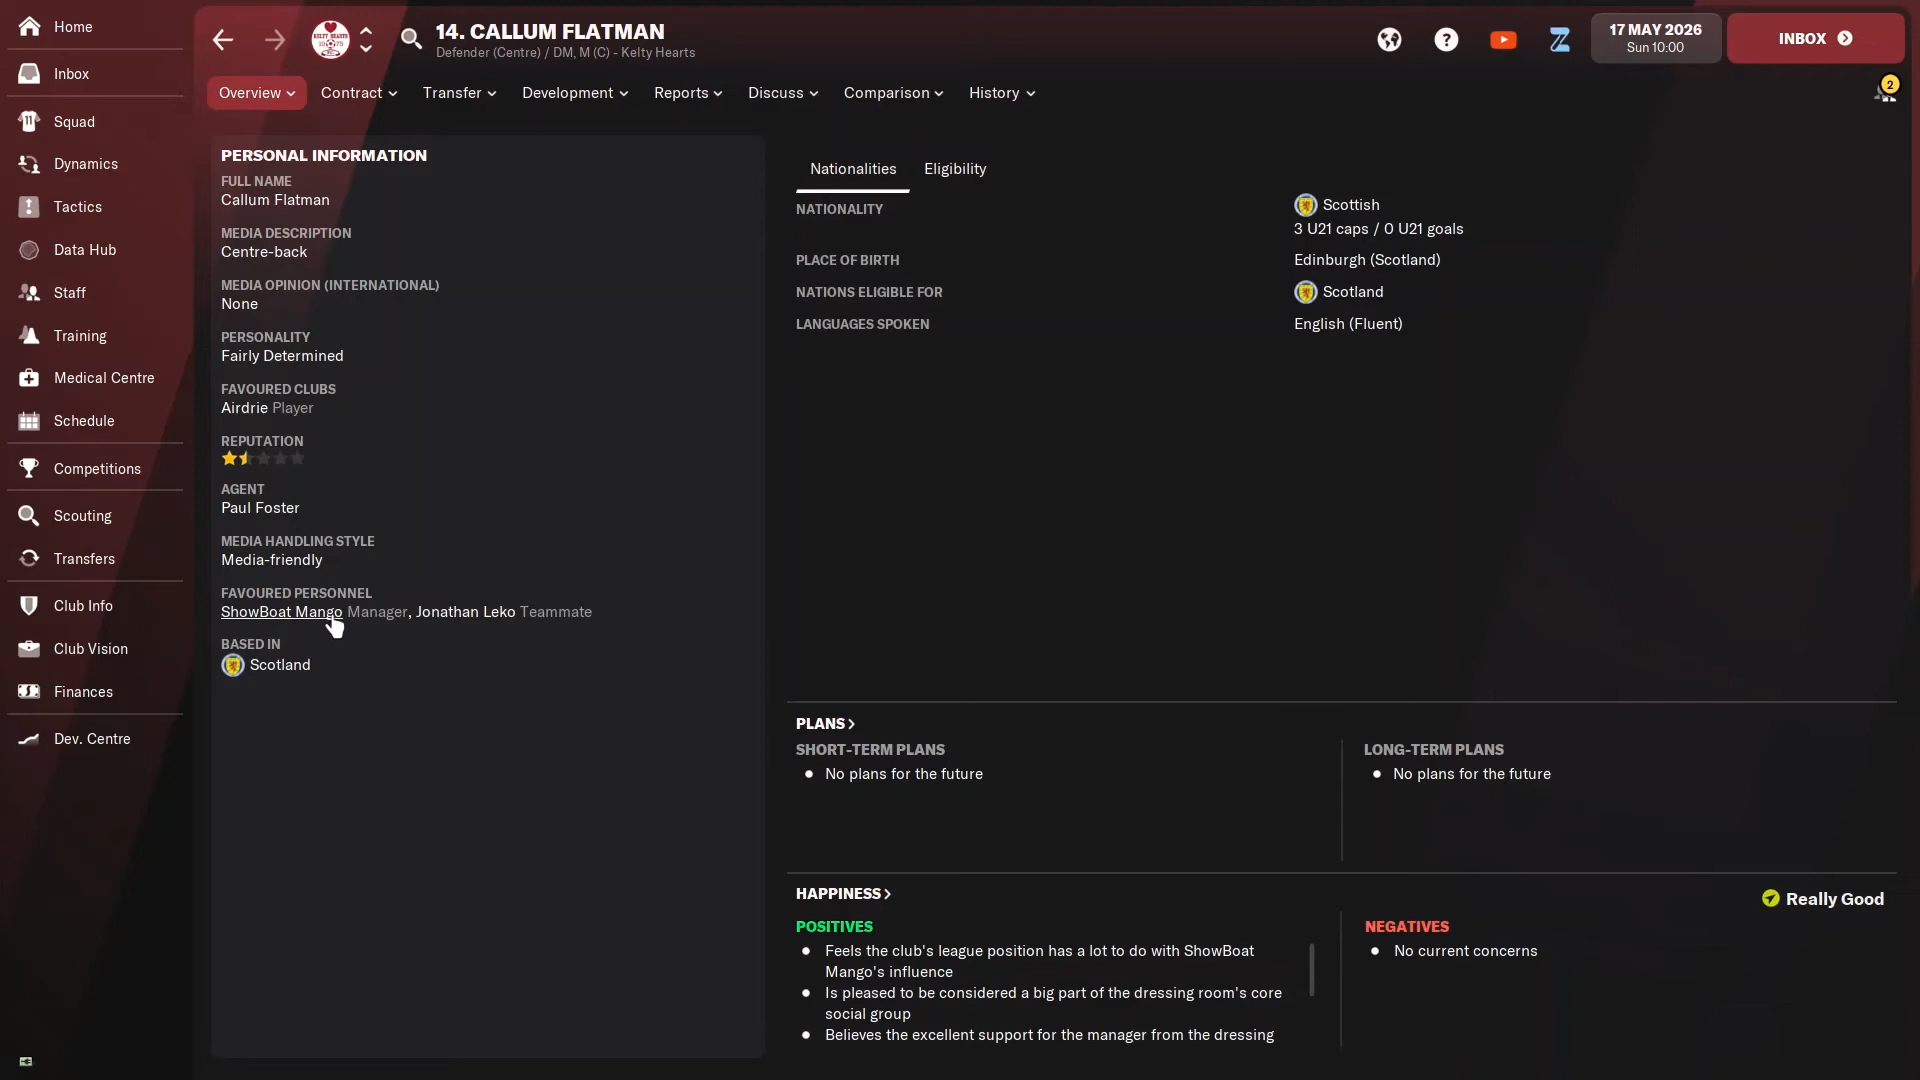 Home
Inbox
Squad
Dynamics
Tactics
Data Hub
Staff
Training
Medical Centre
Schedule
Competitions
Scouting
Transfers
Club Info
Club Vision
Finances
Dev. Centre
14. CALLUM FLATMAN
Defender (Centre) / DM, M (C) - Kelty Hearts
17 MAY 2026
Sun 10:00
INBOX
2
Overview
Contract
Transfer
Development
Reports
Discuss
Comparison
History
PERSONAL INFORMATION
FULL NAME
Callum Flatman
MEDIA DESCRIPTION
Centre-back
MEDIA OPINION (INTERNATIONAL)
None
PERSONALITY
Fairly Determined
FAVOURED CLUBS
Airdrie Player
REPUTATION
AGENT
Paul Foster
MEDIA HANDLING STYLE
Media-friendly
FAVOURED PERSONNEL
ShowBoat Mango Manager, Jonathan Leko Teammate
BASED IN
Scotland
Nationalities
Eligibility
NATIONALITY
Scottish
3 U21 caps / 0 U21 goals
PLACE OF BIRTH
Edinburgh (Scotland)
NATIONS ELIGIBLE FOR
Scotland
LANGUAGES SPOKEN
English (Fluent)
PLANS
SHORT-TERM PLANS
No plans for the future
LONG-TERM PLANS
No plans for the future
HAPPINESS
Really Good
POSITIVES
Feels the club's league position has a lot to do with ShowBoat
Mango's influence
Is pleased to be considered a big part of the dressing room's core
social group
Believes the excellent support for the manager from the dressing
NEGATIVES
No current concerns